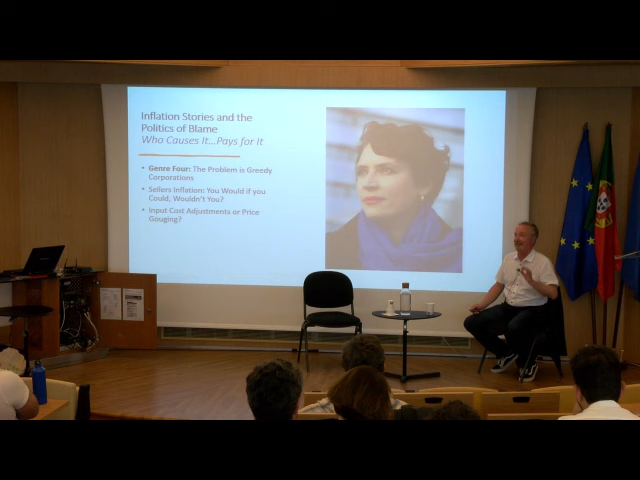 Inflation Stories and the
Politics of Blame
Who Causes It...Pays for It
• Genre Four: The Problem is Greedy
Corporations
• Sellers Inflation: You Would if you
Could, Wouldn't You?
• Input Cost Adjustments or Price
Gouging?